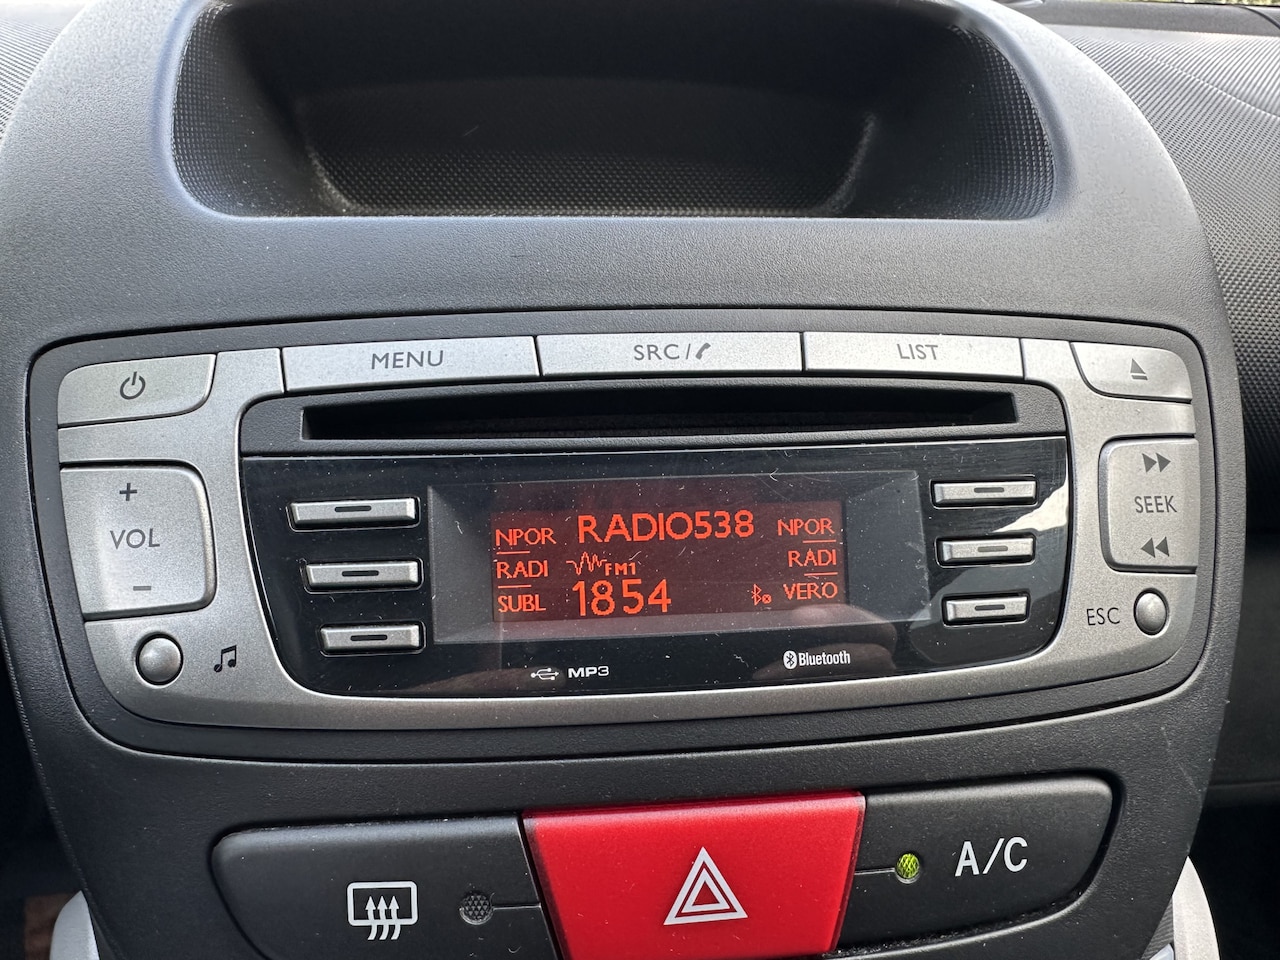 MENU SRC/ LIST
+
VOL
-
SEEK
ESC
NPOR RADIO538 NPOR
RADI FM1 RADI
SUBL 1854 VERO
MP3 Bluetooth
A/C